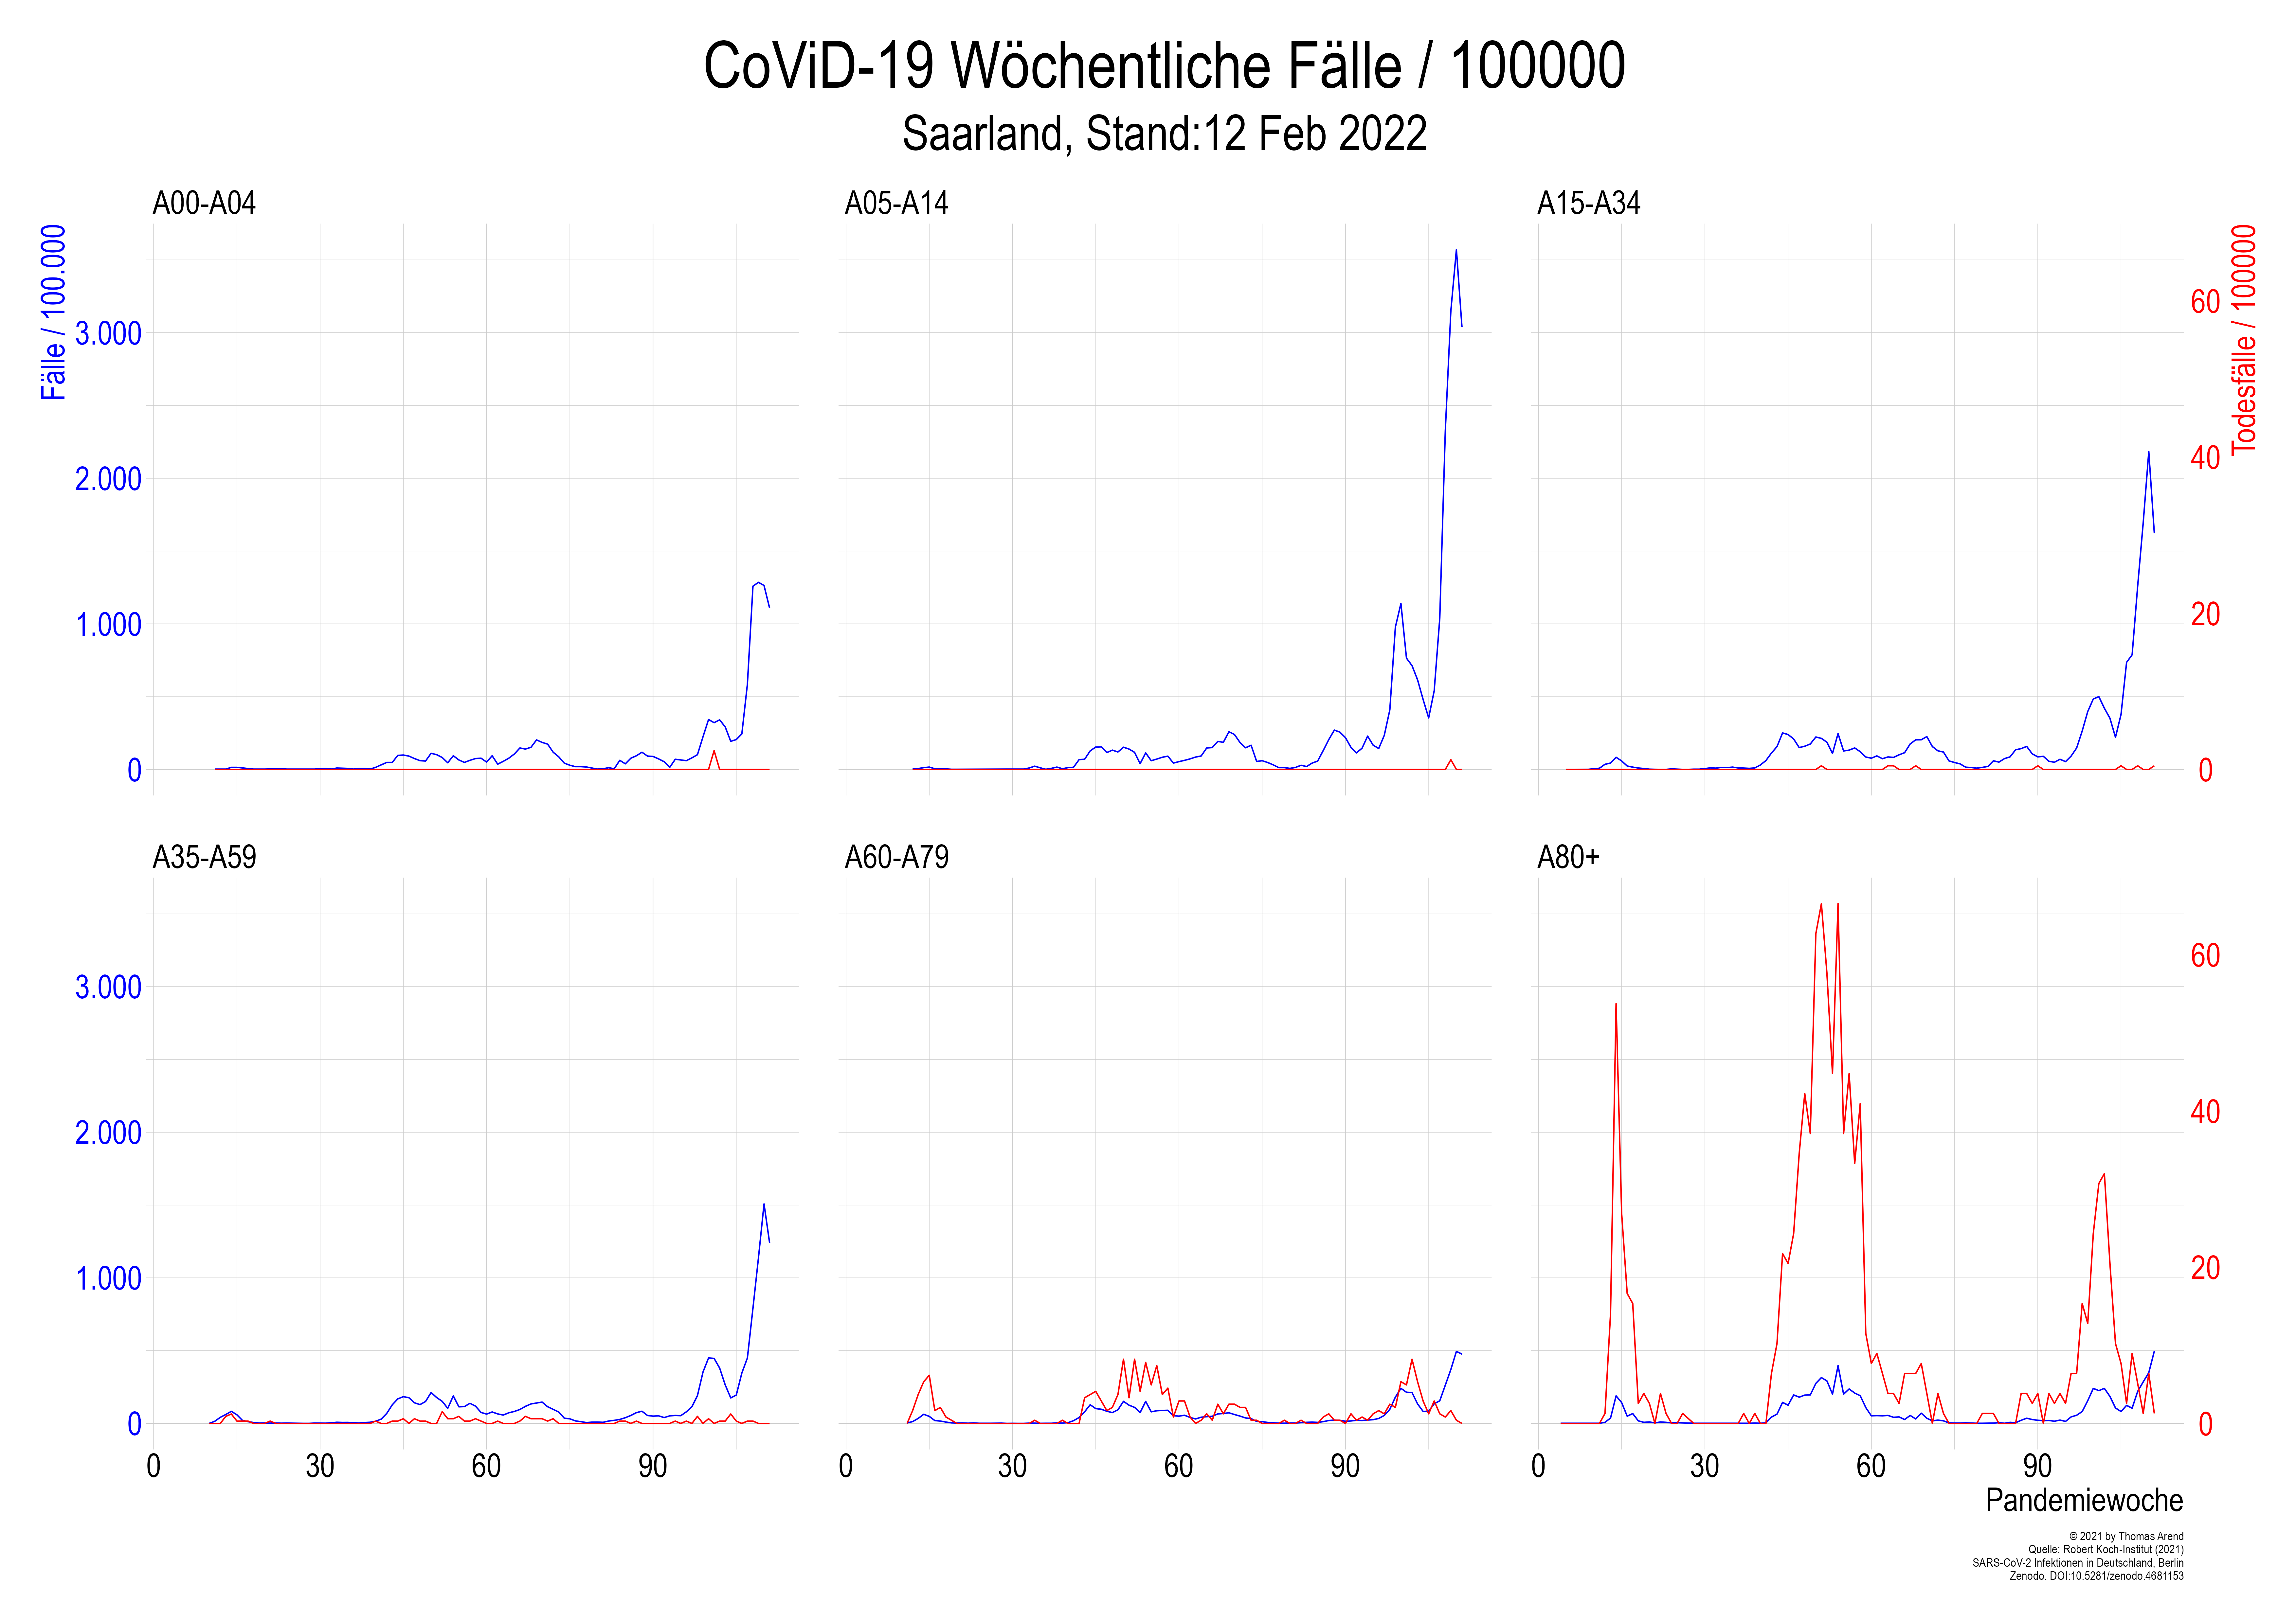 CoViD-19 Wöchentliche Fälle / 100000
Saarland, Stand:12 Feb 2022
A00-A04
A05-A14
A15-A34
Fälle / 100.000
3.000
2.000
1.000
0
Todesfälle / 100000
60
40
20
0
A35-A59
A60-A79
A80+
3.000
2.000
1.000
0
60
40
20
0
0 30 60 90
0 30 60 90
0 30 60 90
Pandemiewoche
© 2021 by Thomas Arend
Quelle: Robert Koch-Institut (2021)
SARS-CoV-2 Infektionen in Deutschland, Berlin
Zenodo. DOI:10.5281/zenodo.4681153